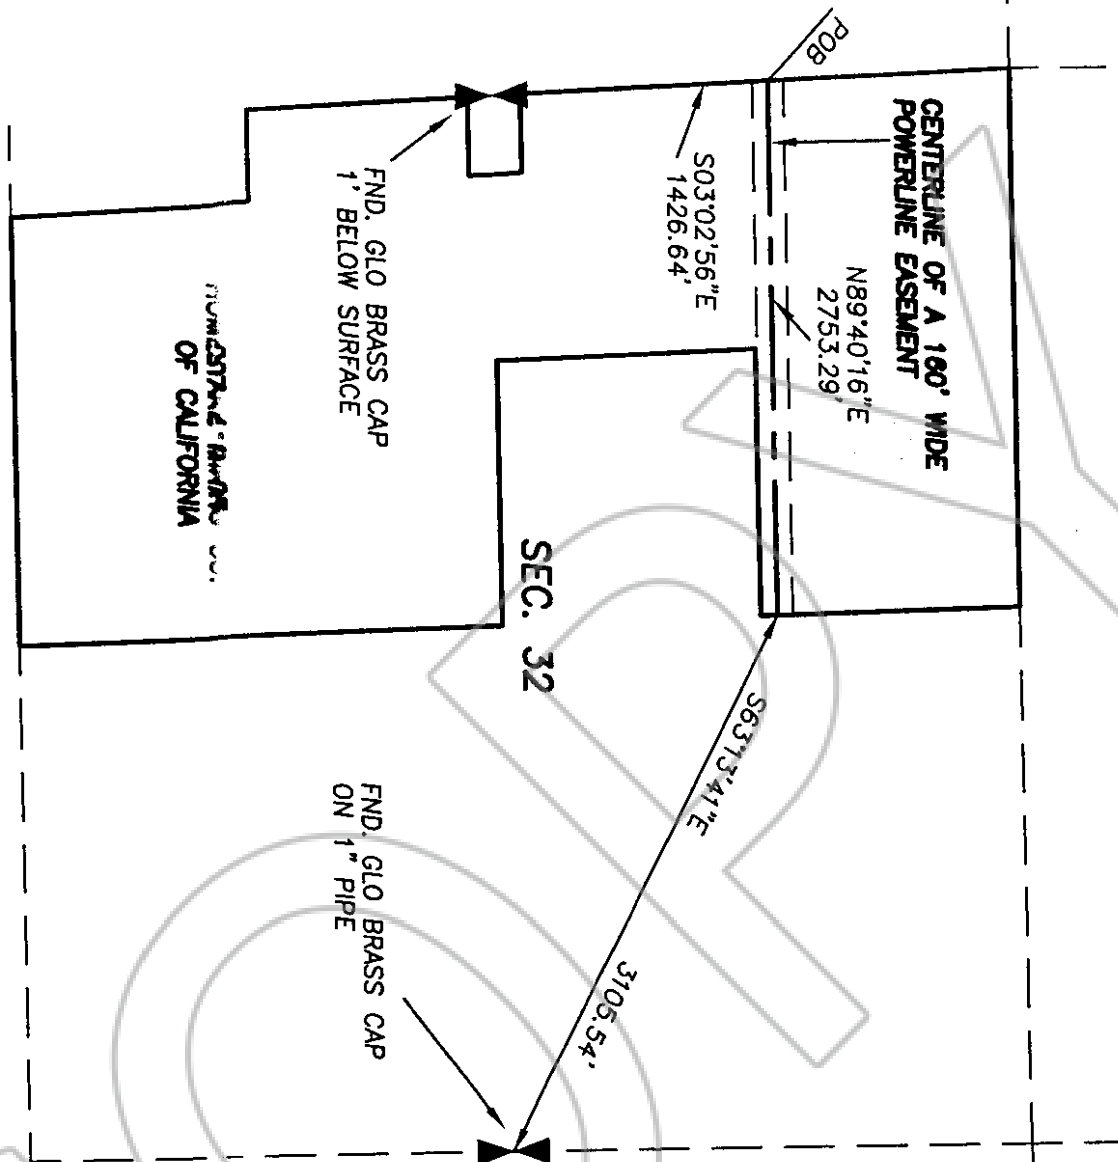 POB
CENTERLINE OF A 160' WIDE
POWERLINE EASEMENT
N89°40'16"E
2753.29'
S03°02'56"E
1426.64'
FND. GLO BRASS CAP
1' BELOW SURFACE
OF CALIFORNIA
SEC. 32
S63°13'41"E
3105.54'
FND. GLO BRASS CAP
ON 1" PIPE